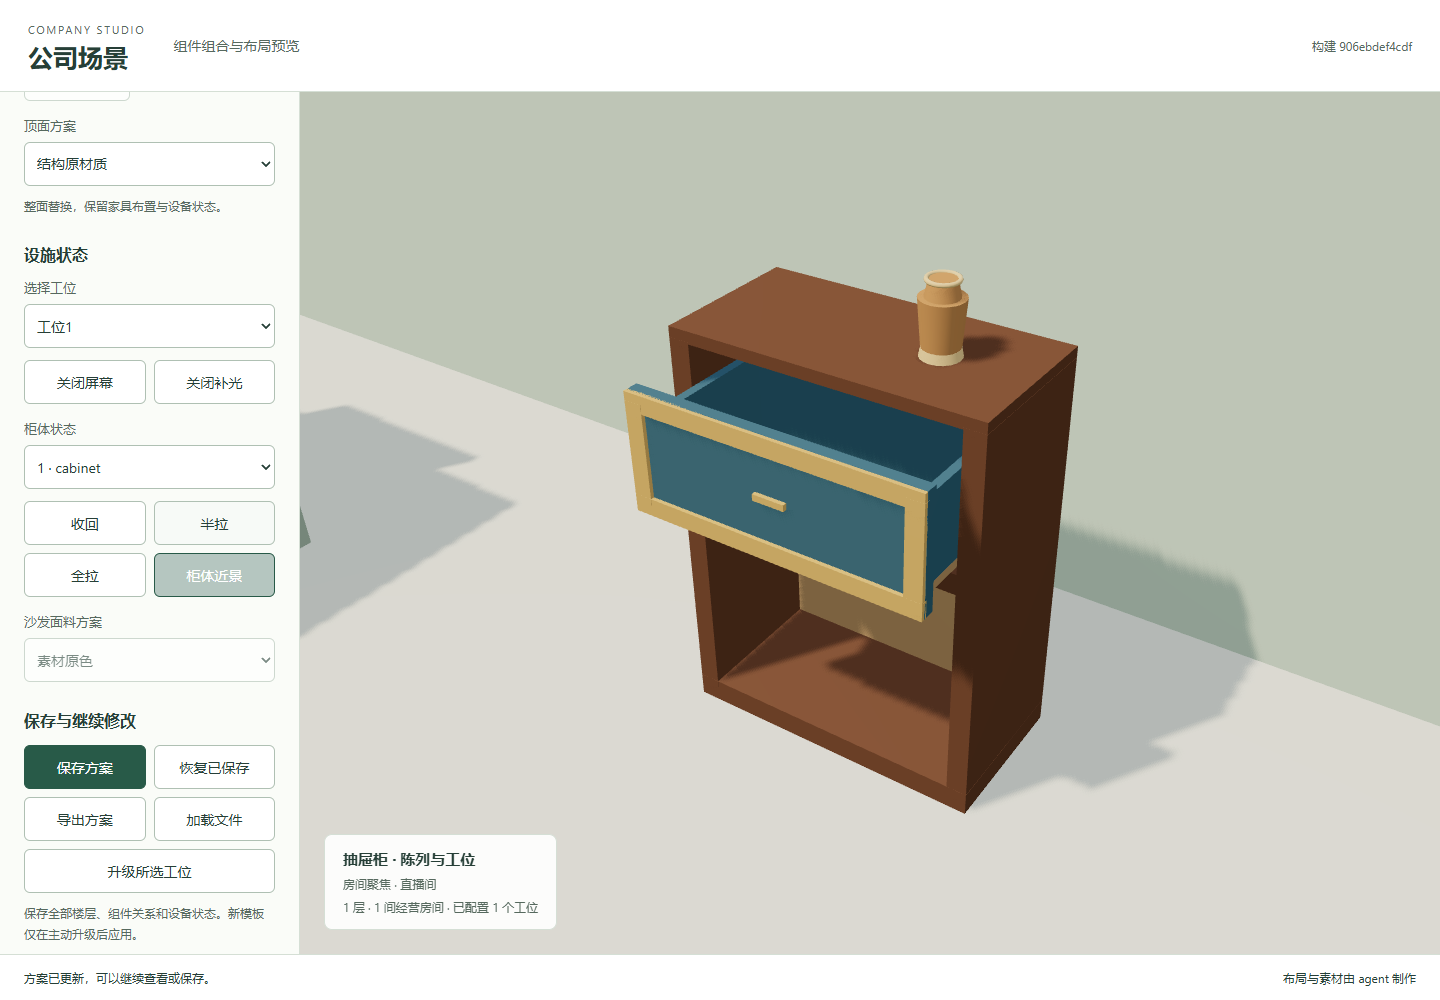 COMPANY STUDIO
公司场景
组件组合与布局预览
构建 906ebdef4cdf
顶面方案
结构原材质
整面替换，保留家具布置与设备状态。
设施状态
选择工位
工位1
关闭屏幕
关闭补光
柜体状态
1 · cabinet
收回
半拉
全拉
柜体近景
沙发面料方案
素材原色
保存与继续修改
保存方案
恢复已保存
导出方案
加载文件
升级所选工位
保存全部楼层、组件关系和设备状态。新模板
仅在主动升级后应用。
抽屉柜 · 陈列与工位
房间聚焦 · 直播间
1 层 · 1 间经营房间 · 已配置 1 个工位
方案已更新，可以继续查看或保存。
布局与素材由 agent 制作